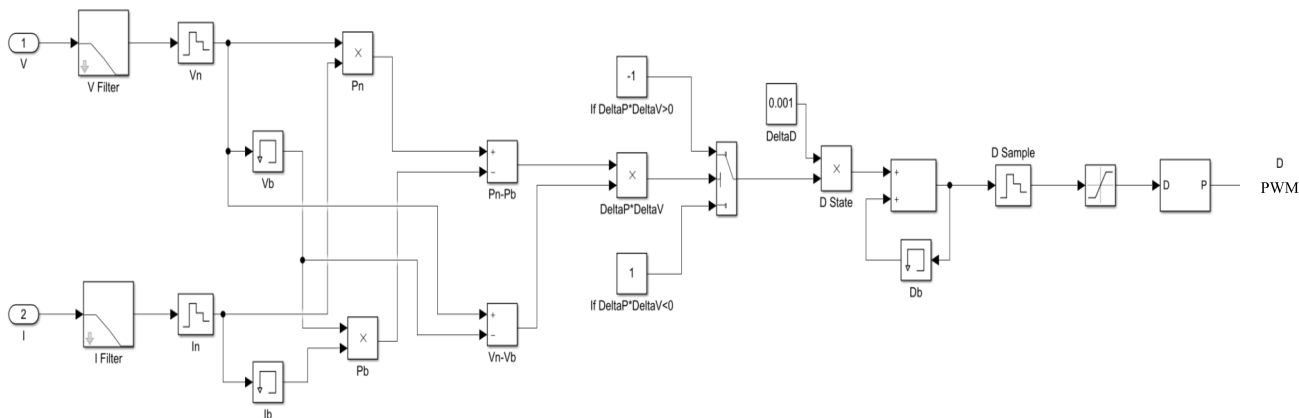 1
V
V Filter
Vn
Vb
×
Pn
2
I
I Filter
In
Ib
×
Pb
+
−
Pn-Pb
+
−
Vn-Vb
×
DeltaP*DeltaV
-1
If DeltaP*DeltaV>0
1
If DeltaP*DeltaV<0
0.001
DeltaD
×
D State
+
+
Db
D Sample
D P
D
PWM